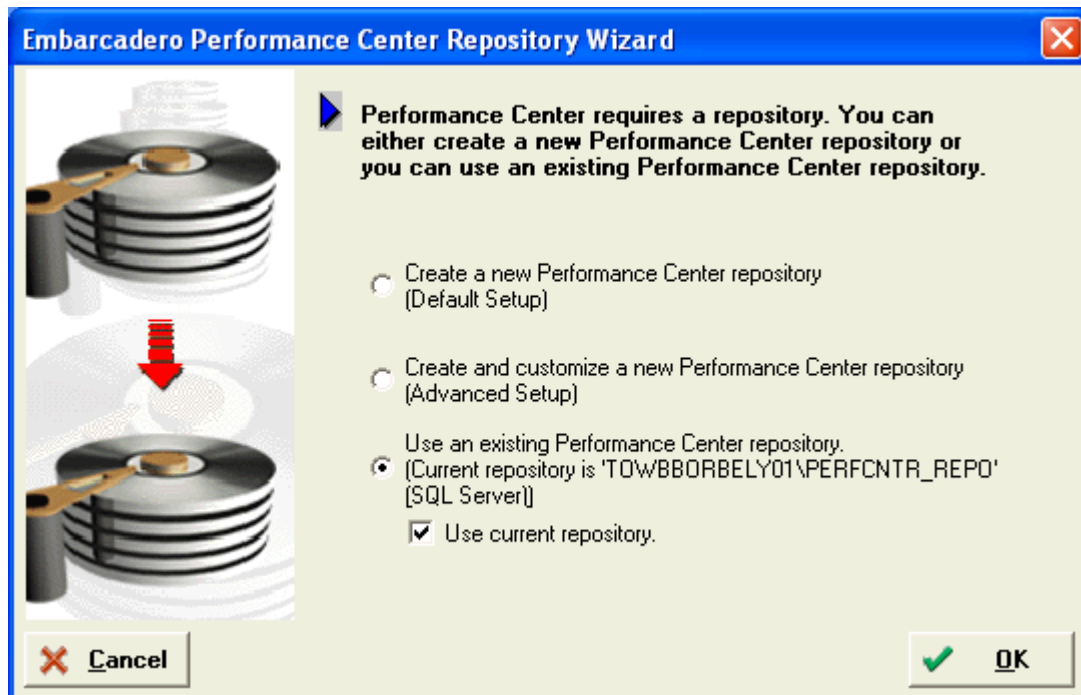 Embarcadero Performance Center Repository Wizard
Performance Center requires a repository. You can
either create a new Performance Center repository or
you can use an existing Performance Center repository.
Create a new Performance Center repository
(Default Setup)
Create and customize a new Performance Center repository
(Advanced Setup)
Use an existing Performance Center repository.
(Current repository is 'TOWBBORBELY01\PERFCNTR_REPO'
(SQL Server))
Use current repository.
Cancel
OK